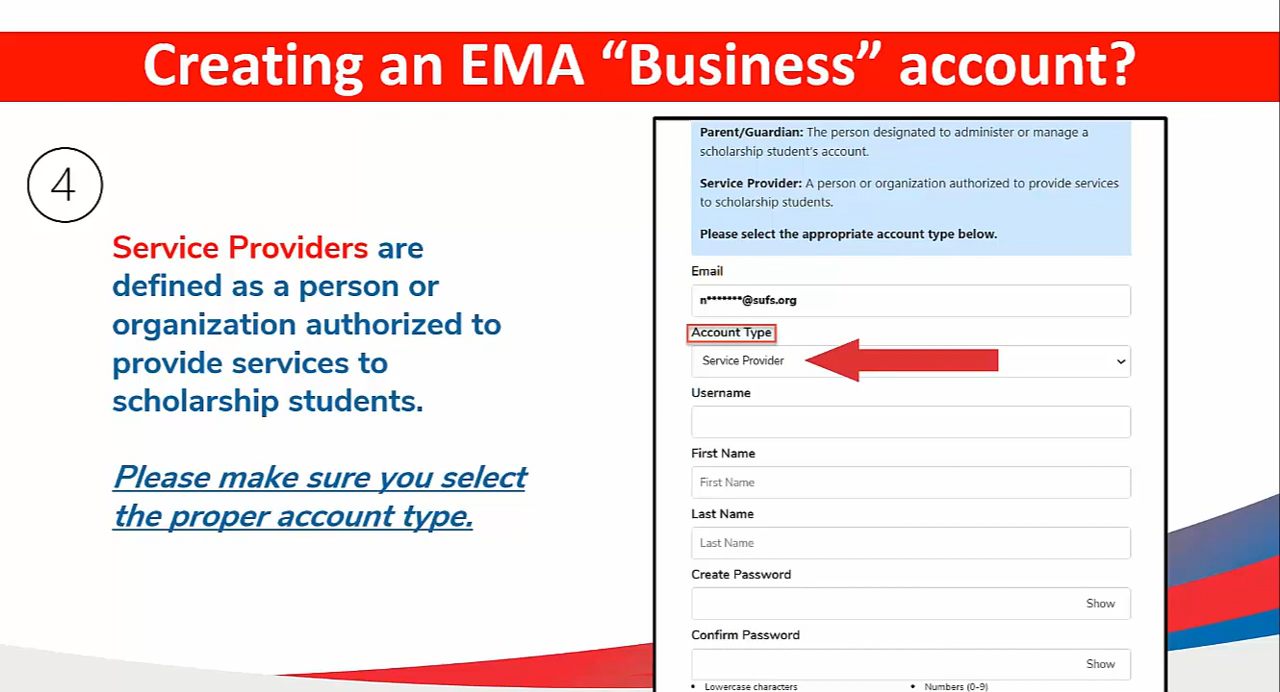 Creating an EMA “Business” account?
4
Service Providers are
defined as a person or
organization authorized to
provide services to
scholarship students.
Please make sure you select
the proper account type.
Parent/Guardian: The person designated to administer or manage a
scholarship student's account.
Service Provider: A person or organization authorized to provide services
to scholarship students.
Please select the appropriate account type below.
Email
n*******@sufs.org
Account Type
Service Provider
Username
First Name
First Name
Last Name
Last Name
Create Password
Show
Confirm Password
Show
• Lowercase characters
• Numbers (0-9)